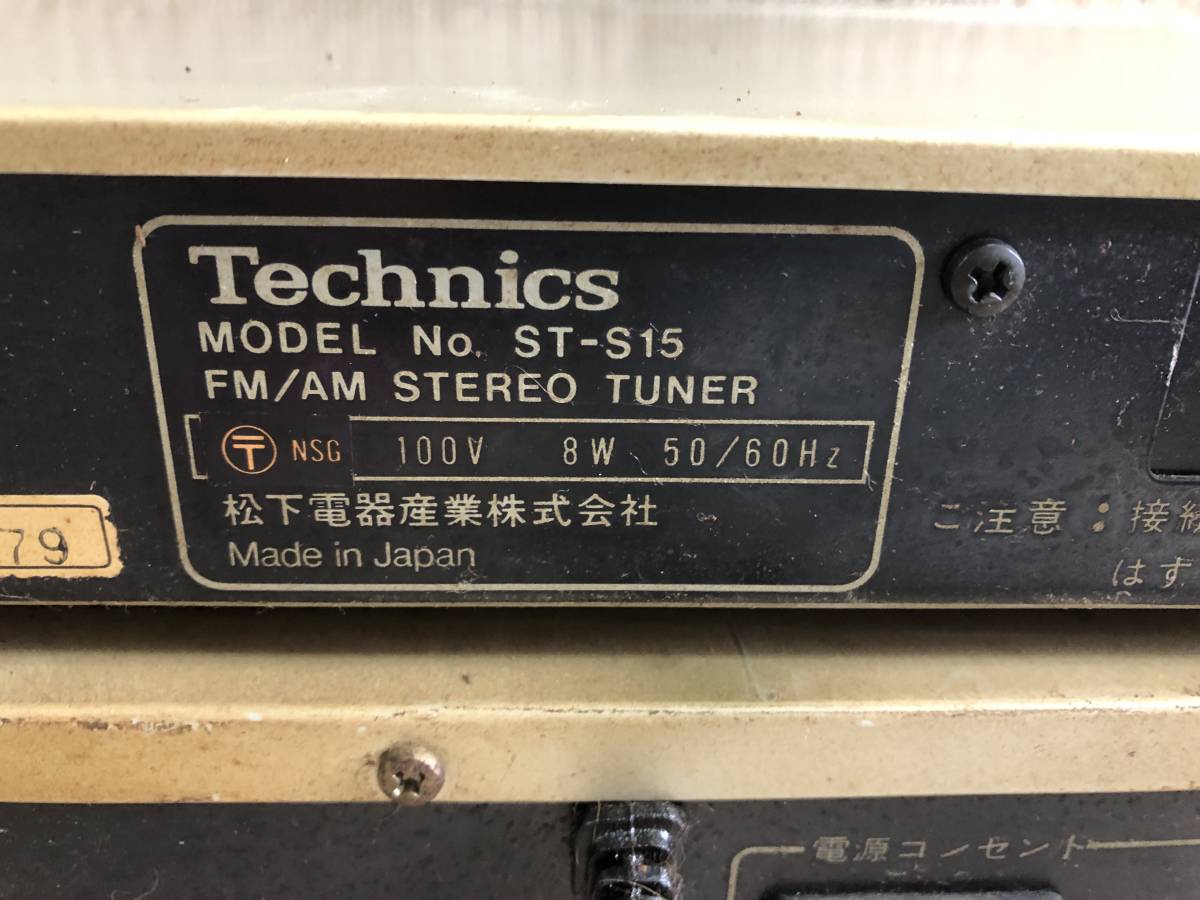 Technics
MODEL No. ST-S15
FM/AM STEREO TUNER
〒 NSG 100V 8W 50/60Hz
松下電器産業株式会社
Made in Japan
79
ご注意：接続
はず
電源コンセント